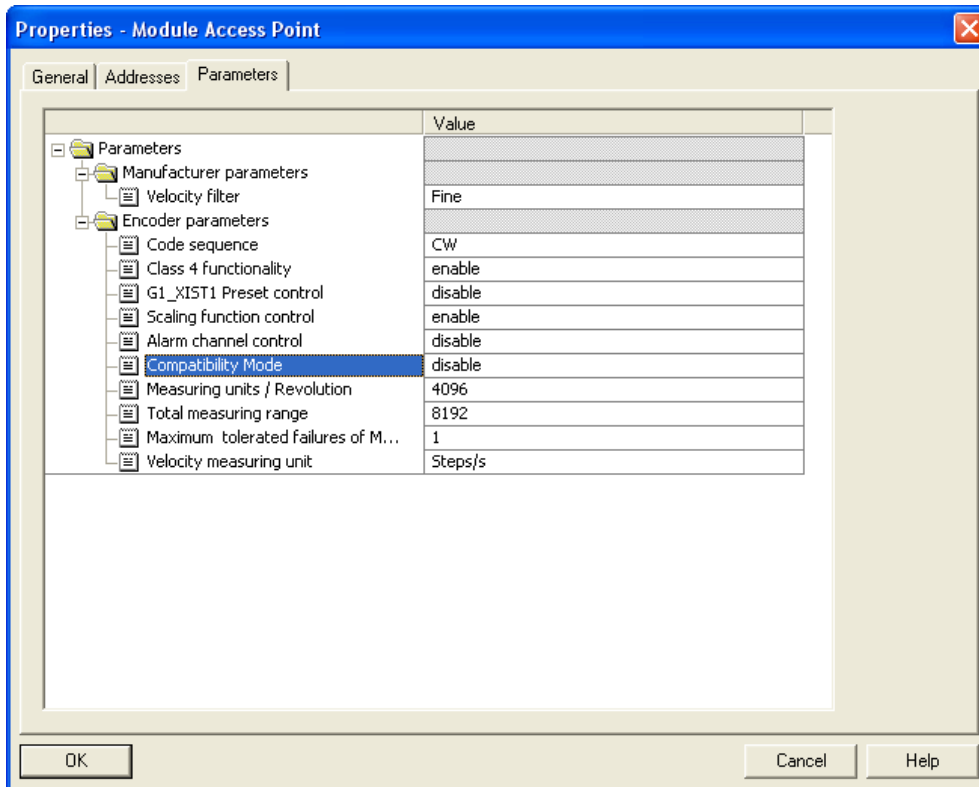 Properties - Module Access Point
General Addresses Parameters
Value
Parameters
Manufacturer parameters
Velocity filter Fine
Encoder parameters
Code sequence CW
Class 4 functionality enable
G1_XIST1 Preset control disable
Scaling function control enable
Alarm channel control disable
Compatibility Mode disable
Measuring units / Revolution 4096
Total measuring range 8192
Maximum tolerated failures of M... 1
Velocity measuring unit Steps/s
OK Cancel Help